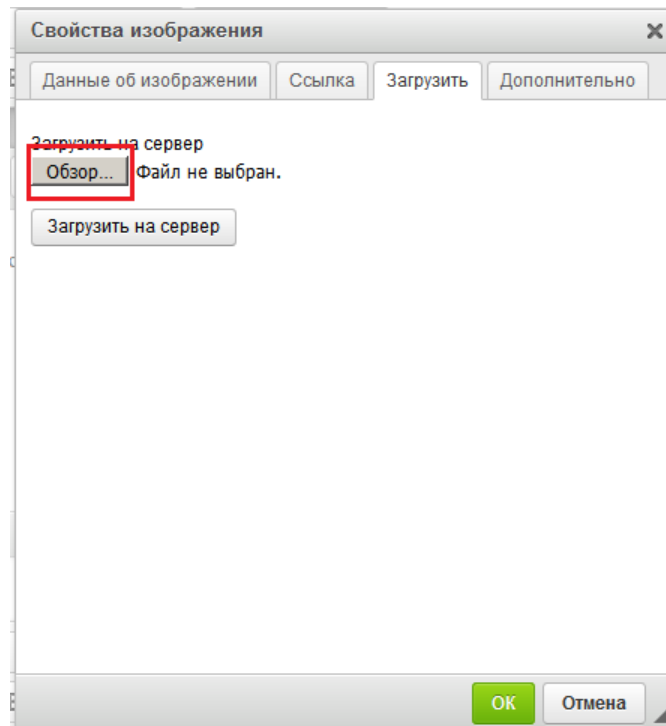 Свойства изображения
Данные об изображении Ссылка Загрузить Дополнительно
Загрузить на сервер
Обзор... Файл не выбран.
Загрузить на сервер
ОК Отмена